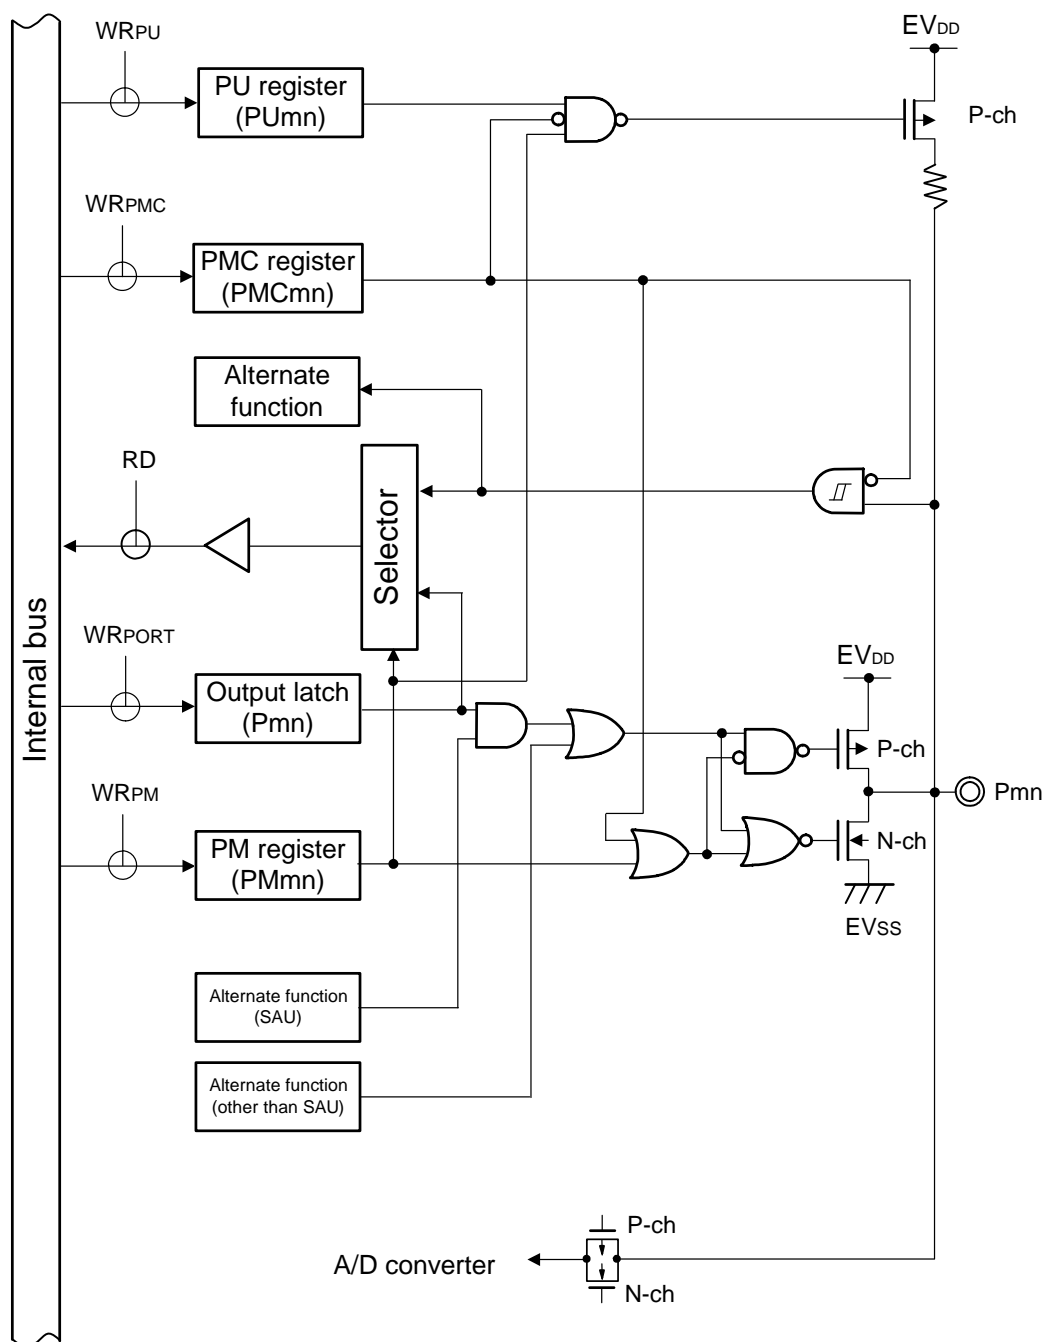 WRPU
EVDD
PU register
(PUmn)
P-ch
WRPMC
PMC register
(PMCmn)
Alternate
function
RD
Selector
Internal bus
WRPORT
EVDD
Output latch
(Pmn)
P-ch
WRPM
Pmn
PM register
(PMmn)
N-ch
EVSS
Alternate function
(SAU)
Alternate function
(other than SAU)
P-ch
A/D converter
N-ch